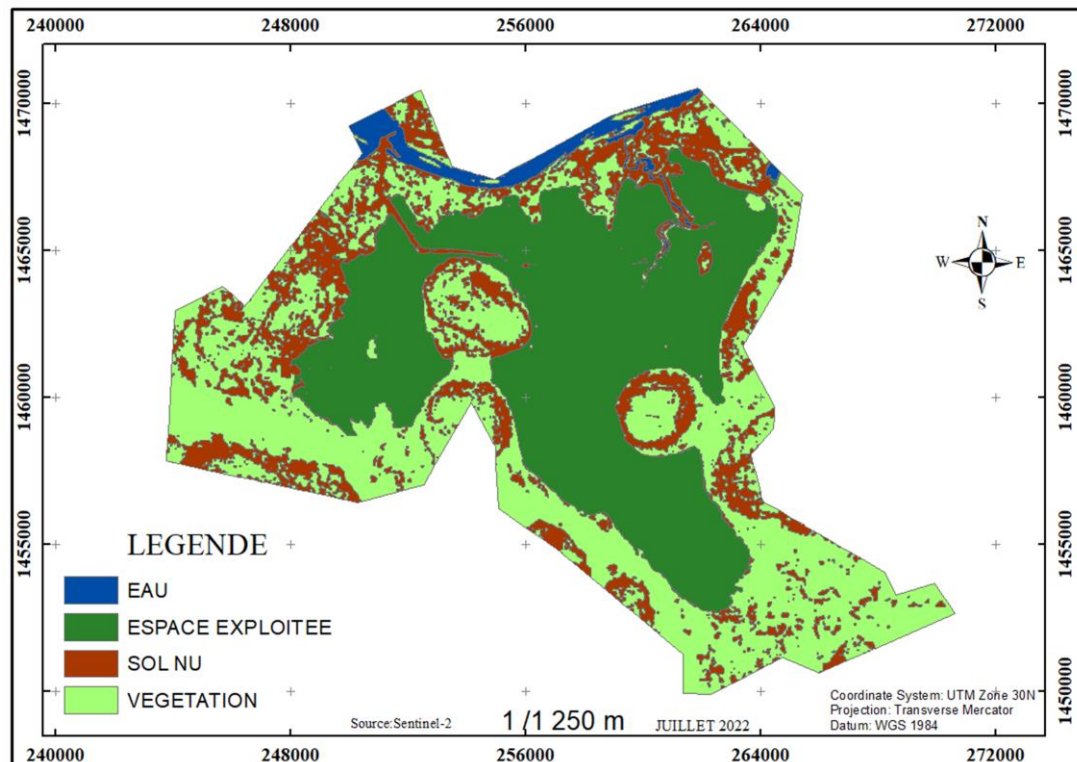 240000 248000 256000 264000 272000
1470000 1470000
1465000 1465000
N
W E
S
1460000 1460000
1455000 1455000
LEGENDE
EAU
ESPACE EXPLOITEE
SOL NU
VEGETATION
1450000 1450000
Source:Sentinel-2 1 /1 250 m JUILLET 2022
Coordinate System: UTM Zone 30N
Projection: Transverse Mercator
Datum: WGS 1984
240000 248000 256000 264000 272000